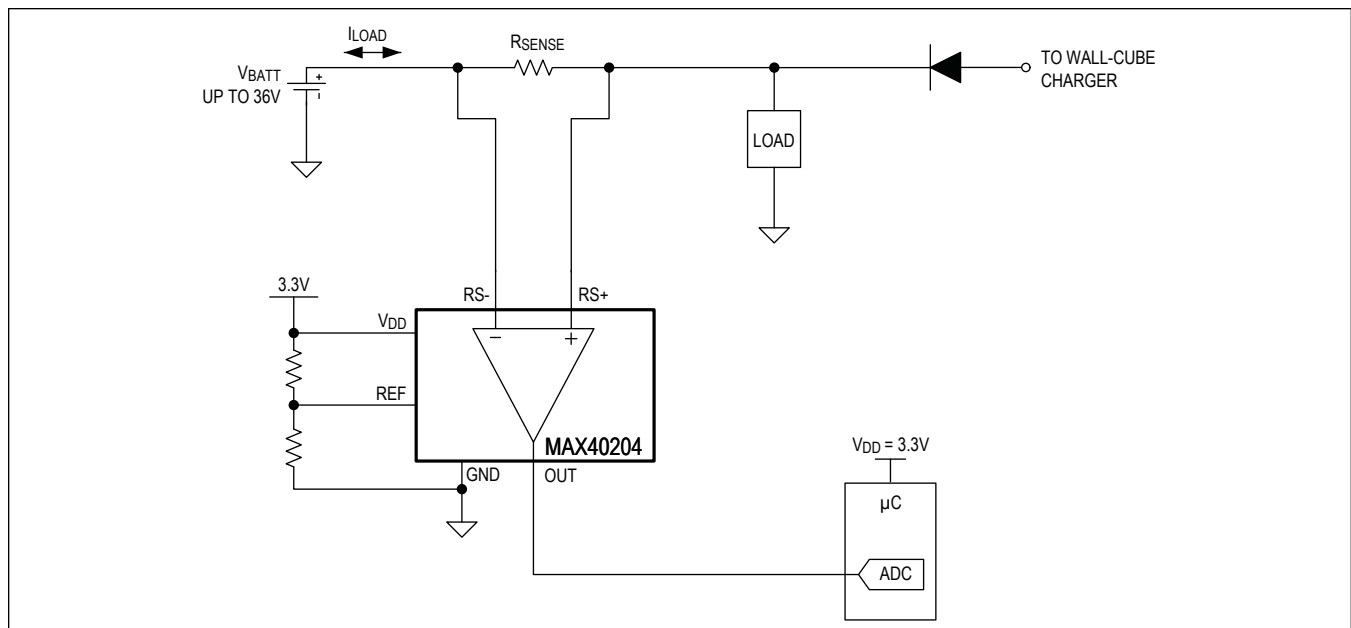 ILOAD
RSENSE
VBATT
UP TO 36V
+
-
TO WALL-CUBE
CHARGER
LOAD
3.3V
RS-
RS+
VDD
− +
REF
MAX40204
GND
OUT
VDD = 3.3V
µC
ADC